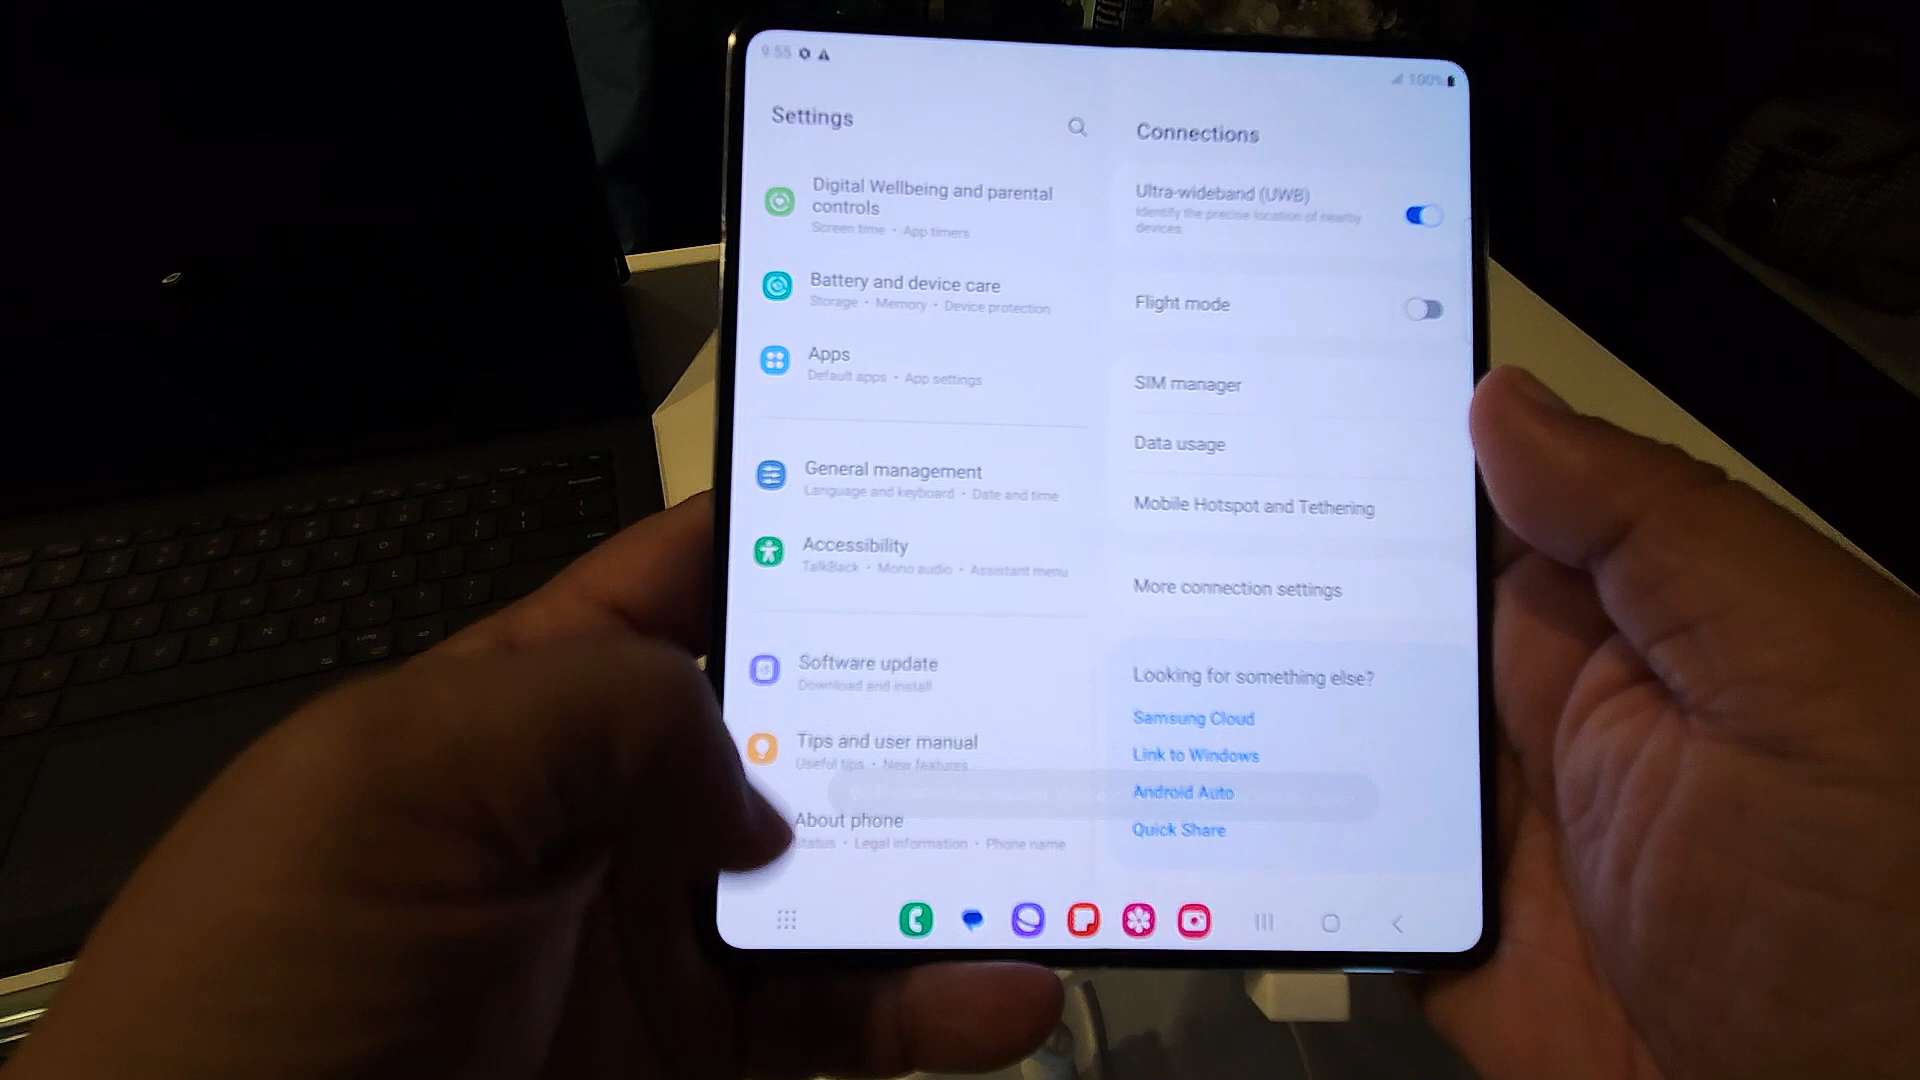 9:55
100%
Settings
Digital Wellbeing and parental
controls
Screen time • App timers
Battery and device care
Storage • Memory • Device protection
Apps
Default apps • App settings
General management
Language and keyboard • Date and time
Accessibility
TalkBack • Mono audio • Assistant menu
Software update
Download and install
Tips and user manual
Useful tips • New features
About phone
Status • Legal information • Phone name
Connections
Ultra-wideband (UWB)
Identify the precise location of nearby
devices.
Flight mode
SIM manager
Data usage
Mobile Hotspot and Tethering
More connection settings
Looking for something else?
Samsung Cloud
Link to Windows
Android Auto
Quick Share